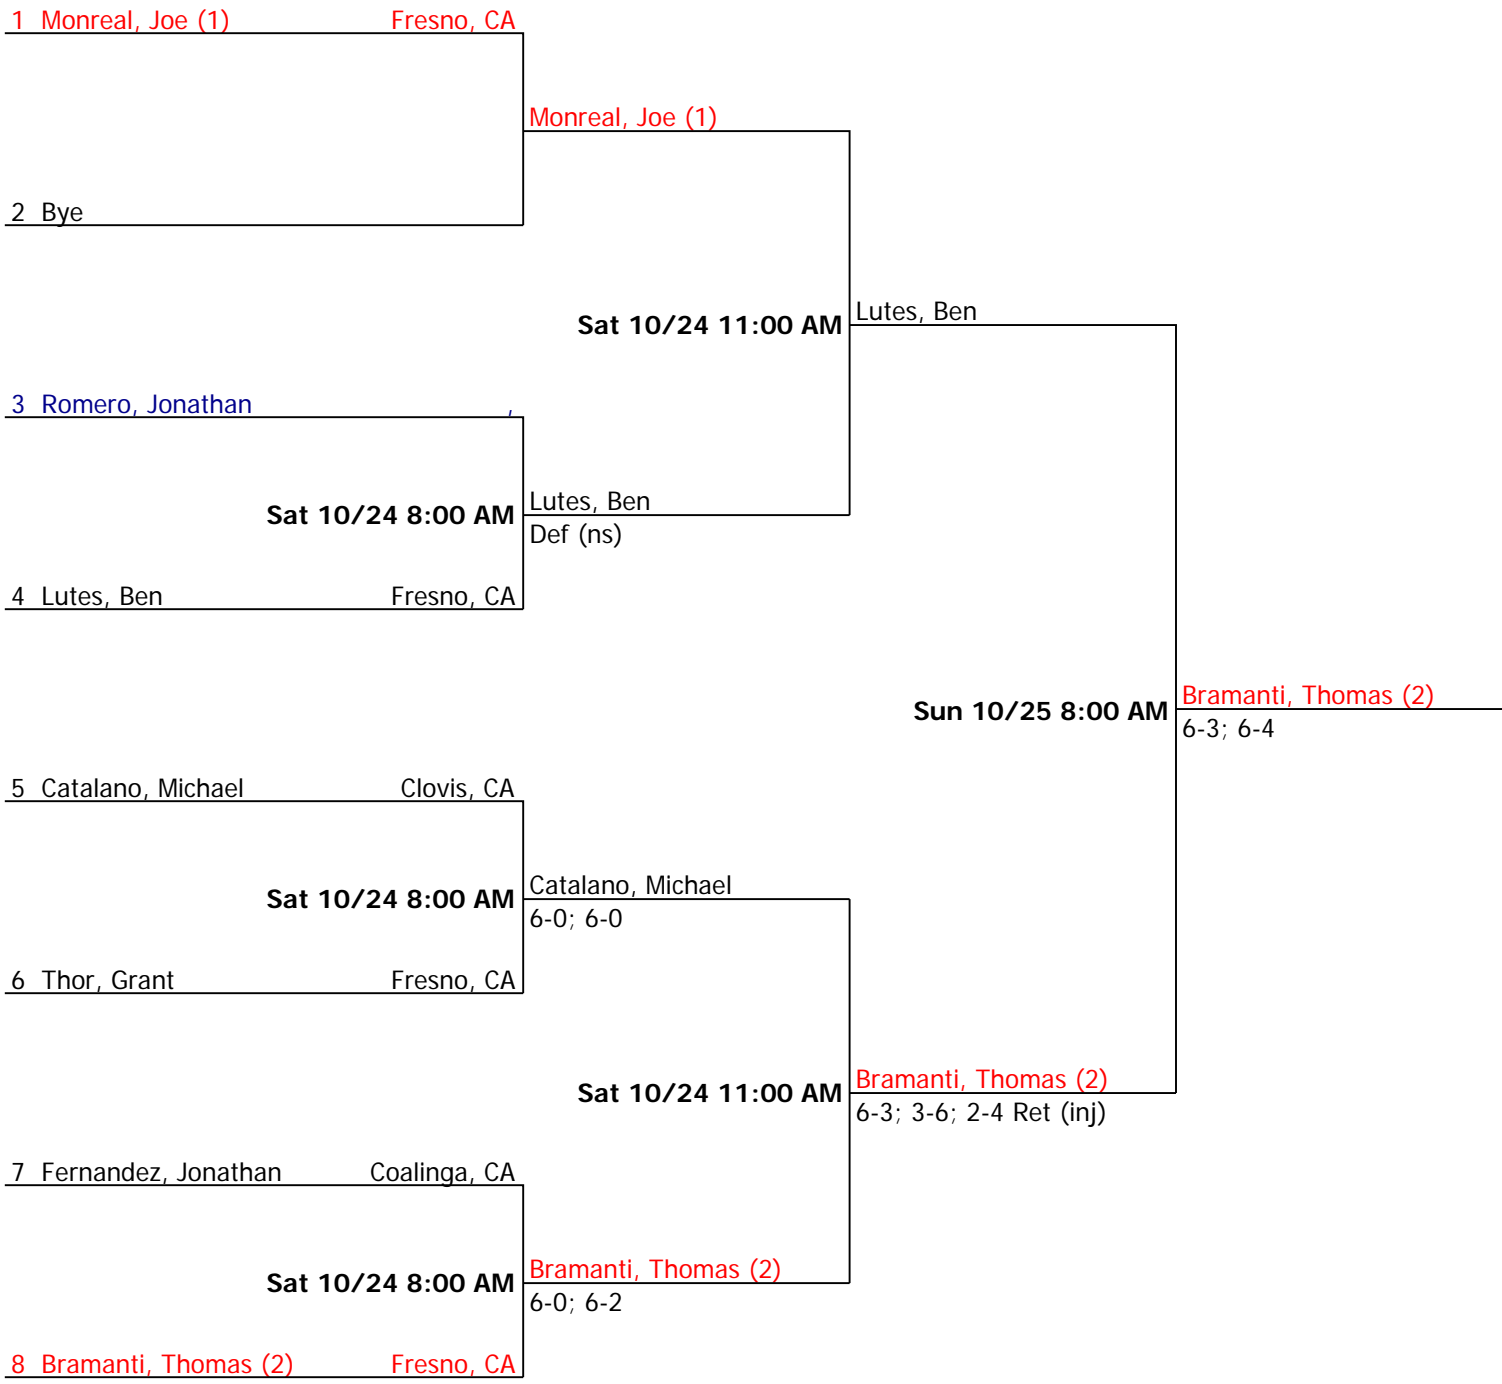 1 Monreal, Joe (1) Fresno, CA
Monreal, Joe (1)
2 Bye
Sat 10/24 11:00 AM Lutes, Ben
3 Romero, Jonathan ,
Sat 10/24 8:00 AM Lutes, Ben
Def (ns)
4 Lutes, Ben Fresno, CA
Sun 10/25 8:00 AM Bramanti, Thomas (2)
6-3; 6-4
5 Catalano, Michael Clovis, CA
Sat 10/24 8:00 AM Catalano, Michael
6-0; 6-0
6 Thor, Grant Fresno, CA
Sat 10/24 11:00 AM Bramanti, Thomas (2)
6-3; 3-6; 2-4 Ret (inj)
7 Fernandez, Jonathan Coalinga, CA
Sat 10/24 8:00 AM Bramanti, Thomas (2)
6-0; 6-2
8 Bramanti, Thomas (2) Fresno, CA